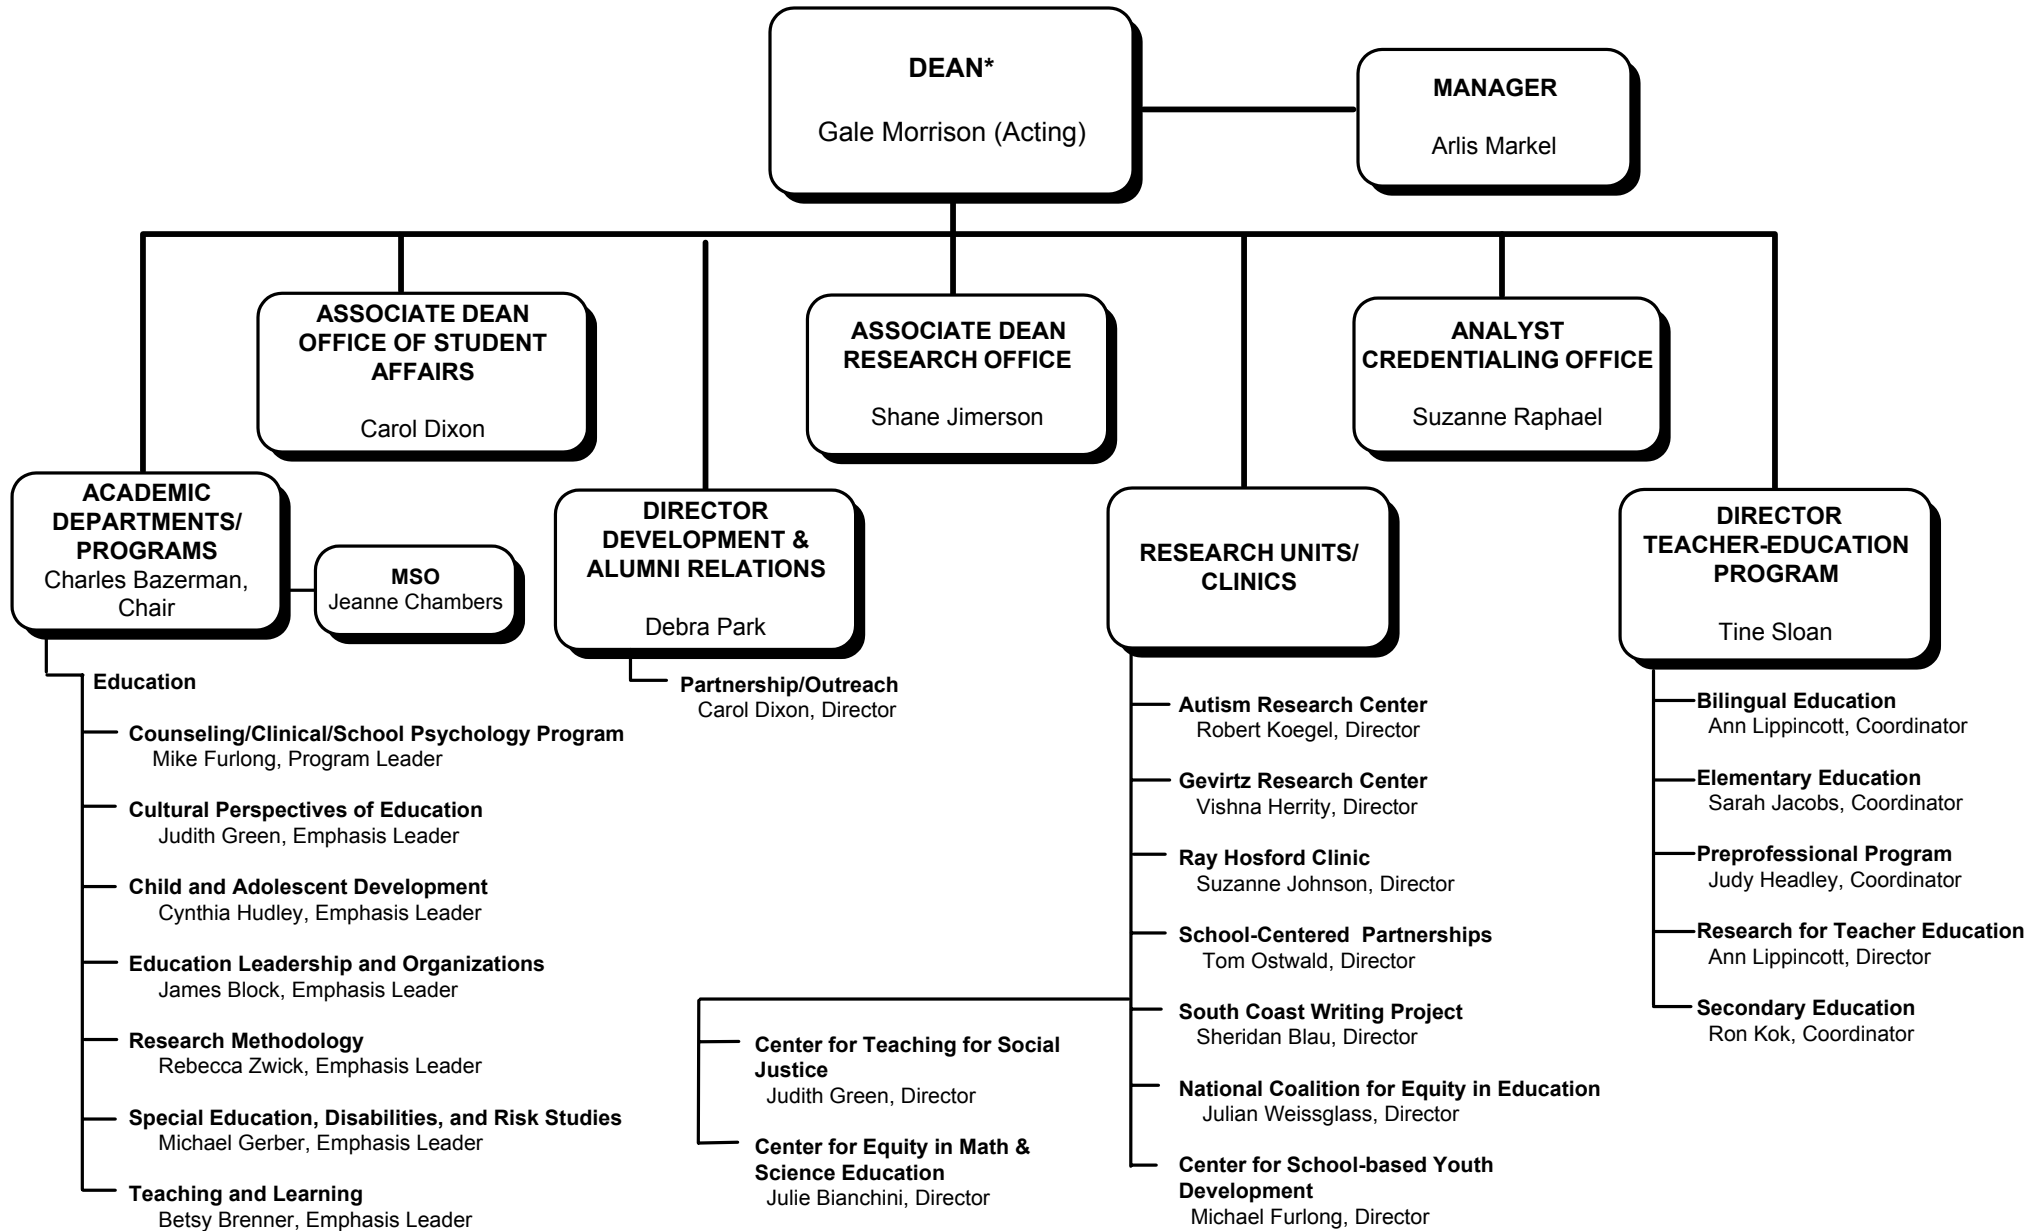 DEAN*
Gale Morrison (Acting)
MANAGER
Arlis Markel
ASSOCIATE DEAN
OFFICE OF STUDENT
AFFAIRS
Carol Dixon
ASSOCIATE DEAN
RESEARCH OFFICE
Shane Jimerson
ANALYST
CREDENTIALING OFFICE
Suzanne Raphael
ACADEMIC
DEPARTMENTS/
PROGRAMS
Charles Bazerman,
Chair
MSO
Jeanne Chambers
DIRECTOR
DEVELOPMENT &
ALUMNI RELATIONS
Debra Park
RESEARCH UNITS/
CLINICS
DIRECTOR
TEACHER-EDUCATION
PROGRAM
Tine Sloan
Education
Counseling/Clinical/School Psychology Program
Mike Furlong, Program Leader
Cultural Perspectives of Education
Judith Green, Emphasis Leader
Child and Adolescent Development
Cynthia Hudley, Emphasis Leader
Education Leadership and Organizations
James Block, Emphasis Leader
Research Methodology
Rebecca Zwick, Emphasis Leader
Special Education, Disabilities, and Risk Studies
Michael Gerber, Emphasis Leader
Teaching and Learning
Betsy Brenner, Emphasis Leader
Partnership/Outreach
Carol Dixon, Director
Center for Teaching for Social
Justice
Judith Green, Director
Center for Equity in Math &
Science Education
Julie Bianchini, Director
Autism Research Center
Robert Koegel, Director
Gevirtz Research Center
Vishna Herrity, Director
Ray Hosford Clinic
Suzanne Johnson, Director
School-Centered  Partnerships
Tom Ostwald, Director
South Coast Writing Project
Sheridan Blau, Director
National Coalition for Equity in Education
Julian Weissglass, Director
Center for School-based Youth
Development
Michael Furlong, Director
Bilingual Education
Ann Lippincott, Coordinator
Elementary Education
Sarah Jacobs, Coordinator
Preprofessional Program
Judy Headley, Coordinator
Research for Teacher Education
Ann Lippincott, Director
Secondary Education
Ron Kok, Coordinator